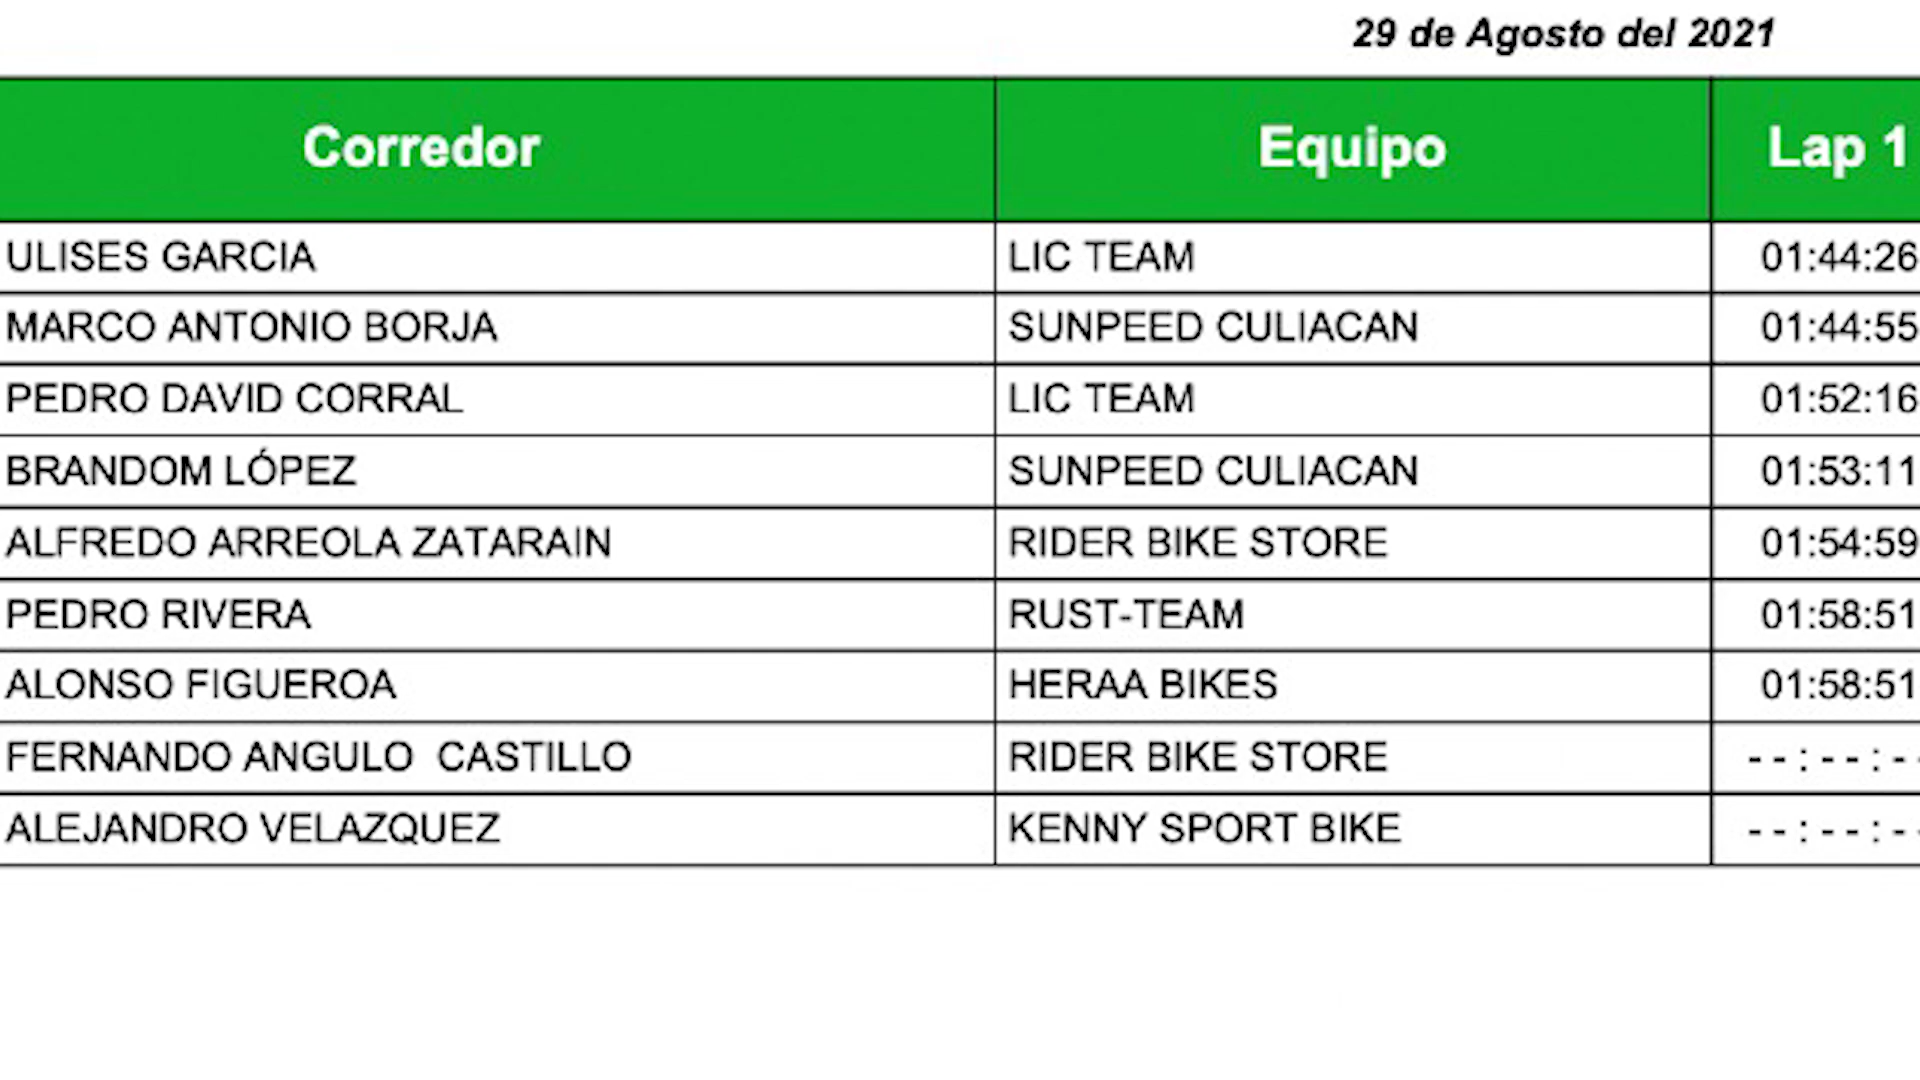 29 de Agosto del 2021
Corredor Equipo Lap 1
ULISES GARCIA LIC TEAM 01:44:26
MARCO ANTONIO BORJA SUNPEED CULIACAN 01:44:55
PEDRO DAVID CORRAL LIC TEAM 01:52:16
BRANDOM LÓPEZ SUNPEED CULIACAN 01:53:11
ALFREDO ARREOLA ZATARAIN RIDER BIKE STORE 01:54:59
PEDRO RIVERA RUST-TEAM 01:58:51
ALONSO FIGUEROA HERAA BIKES 01:58:51
FERNANDO ANGULO  CASTILLO RIDER BIKE STORE --:--:--
ALEJANDRO VELAZQUEZ KENNY SPORT BIKE --:--:--